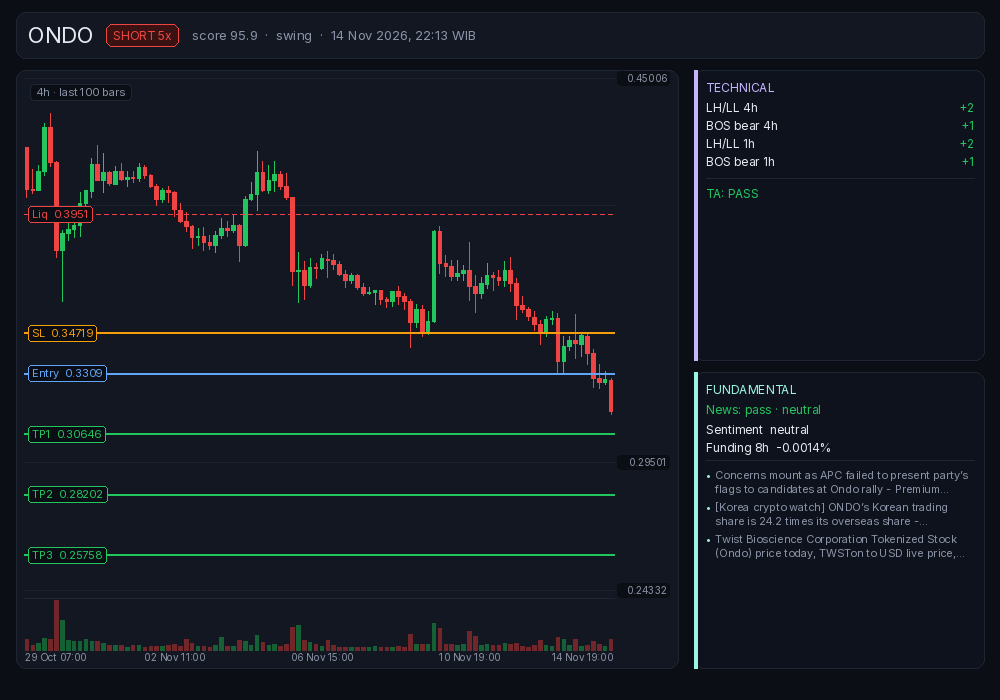 ONDO SHORT 5x score 95.9 · swing · 14 Nov 2026, 22:13 WIB
4h · last 100 bars
0.45006
Liq 0.3951
SL 0.34719
Entry 0.3309
TP1 0.30646
0.29501
TP2 0.28202
TP3 0.25758
0.24332
29 Oct 07:00 02 Nov 11:00 06 Nov 15:00 10 Nov 19:00 14 Nov 19:00
TECHNICAL
LH/LL 4h +2
BOS bear 4h +1
LH/LL 1h +2
BOS bear 1h +1
TA: PASS
FUNDAMENTAL
News: pass · neutral
Sentiment neutral
Funding 8h -0.0014%
• Concerns mount as APC failed to present party's
flags to candidates at Ondo rally - Premium...
• [Korea crypto watch] ONDO's Korean trading
share is 24.2 times its overseas share -...
• Twist Bioscience Corporation Tokenized Stock
(Ondo) price today, TWSTon to USD live price,...